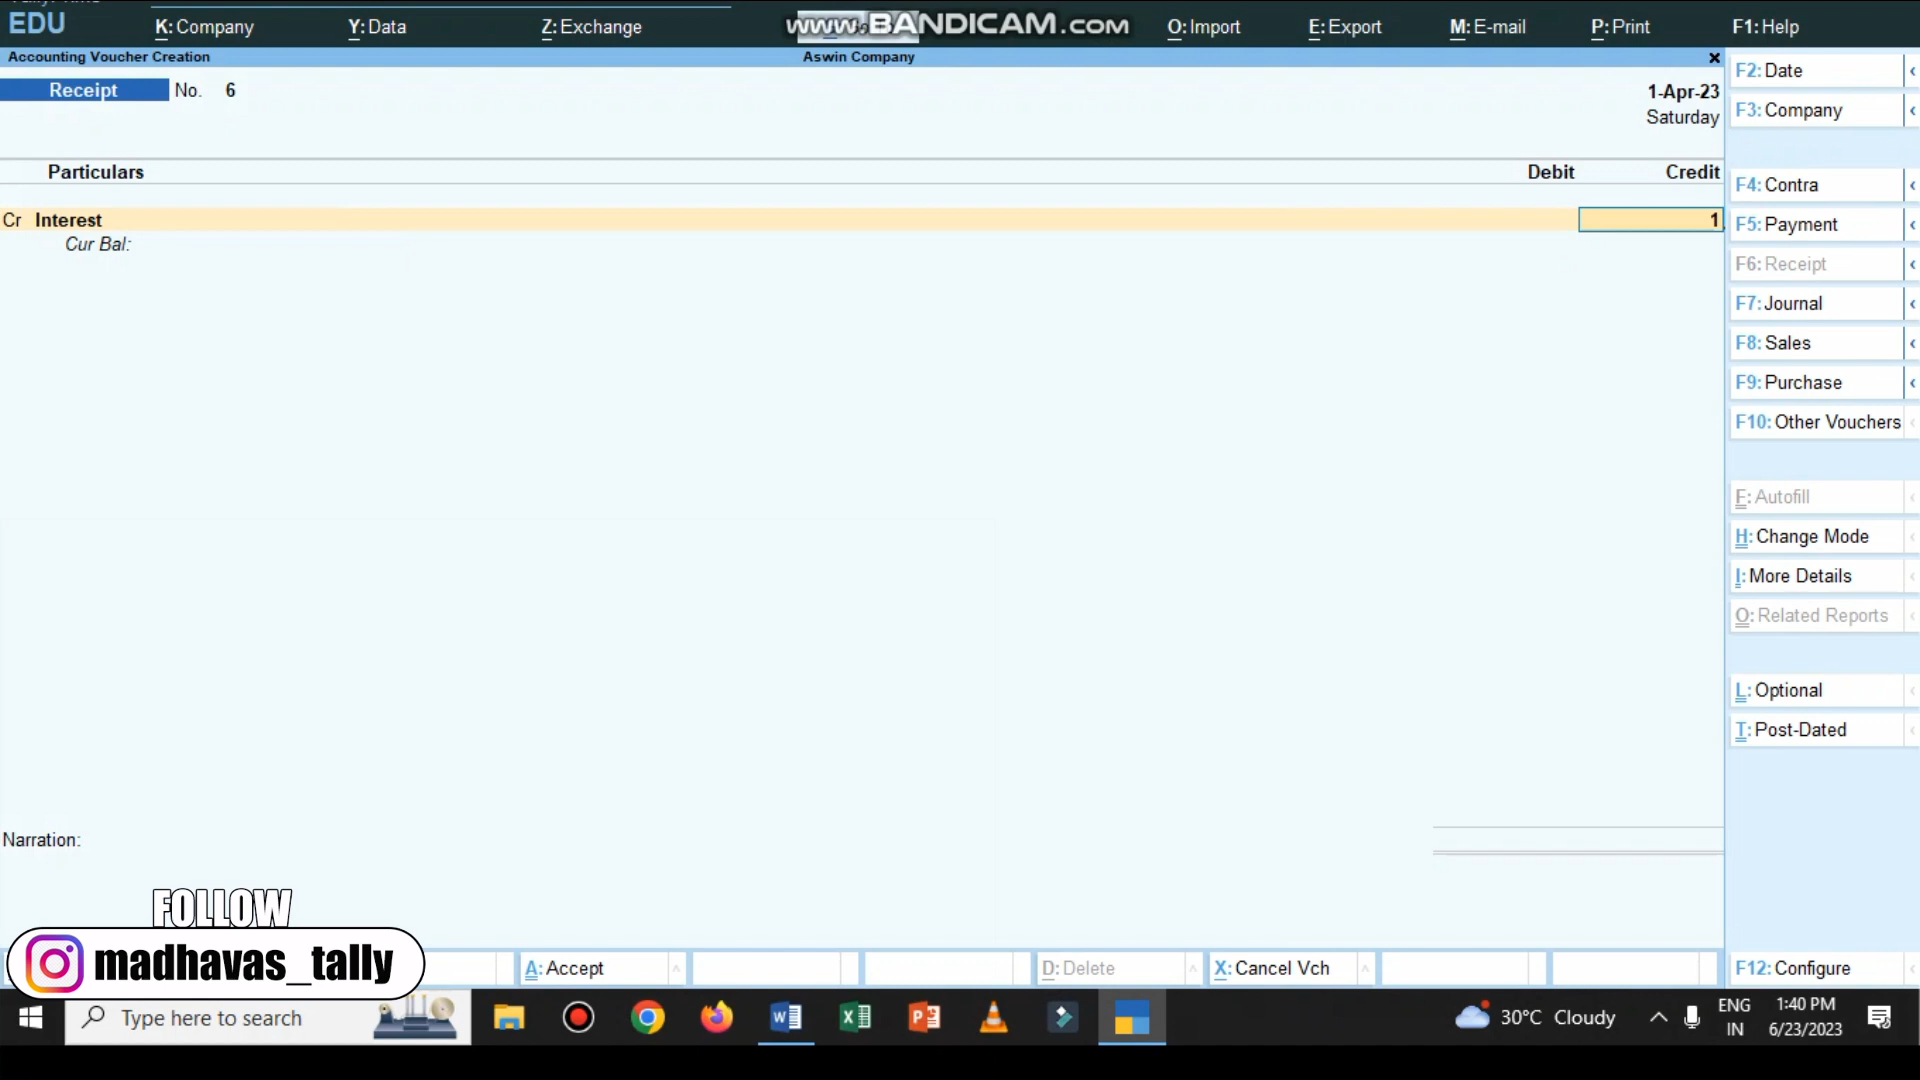 EDU
K: Company
Y: Data
Z: Exchange
www.BANDICAM.com
O: Import
E: Export
M: E-mail
P: Print
F1: Help
Accounting Voucher Creation
Aswin Company
×
Receipt No. 6
1-Apr-23
Saturday
Particulars
Debit
Credit
Cr Interest
1
Cur Bal:
Narration:
F2: Date
F3: Company
F4: Contra
F5: Payment
F6: Receipt
F7: Journal
F8: Sales
F9: Purchase
F10: Other Vouchers
F: Autofill
H: Change Mode
I: More Details
O: Related Reports
L: Optional
T: Post-Dated
F12: Configure
FOLLOW
madhavas_tally
A: Accept
D: Delete
X: Cancel Vch
Type here to search
30°C Cloudy
ENG
IN
1:40 PM
6/23/2023